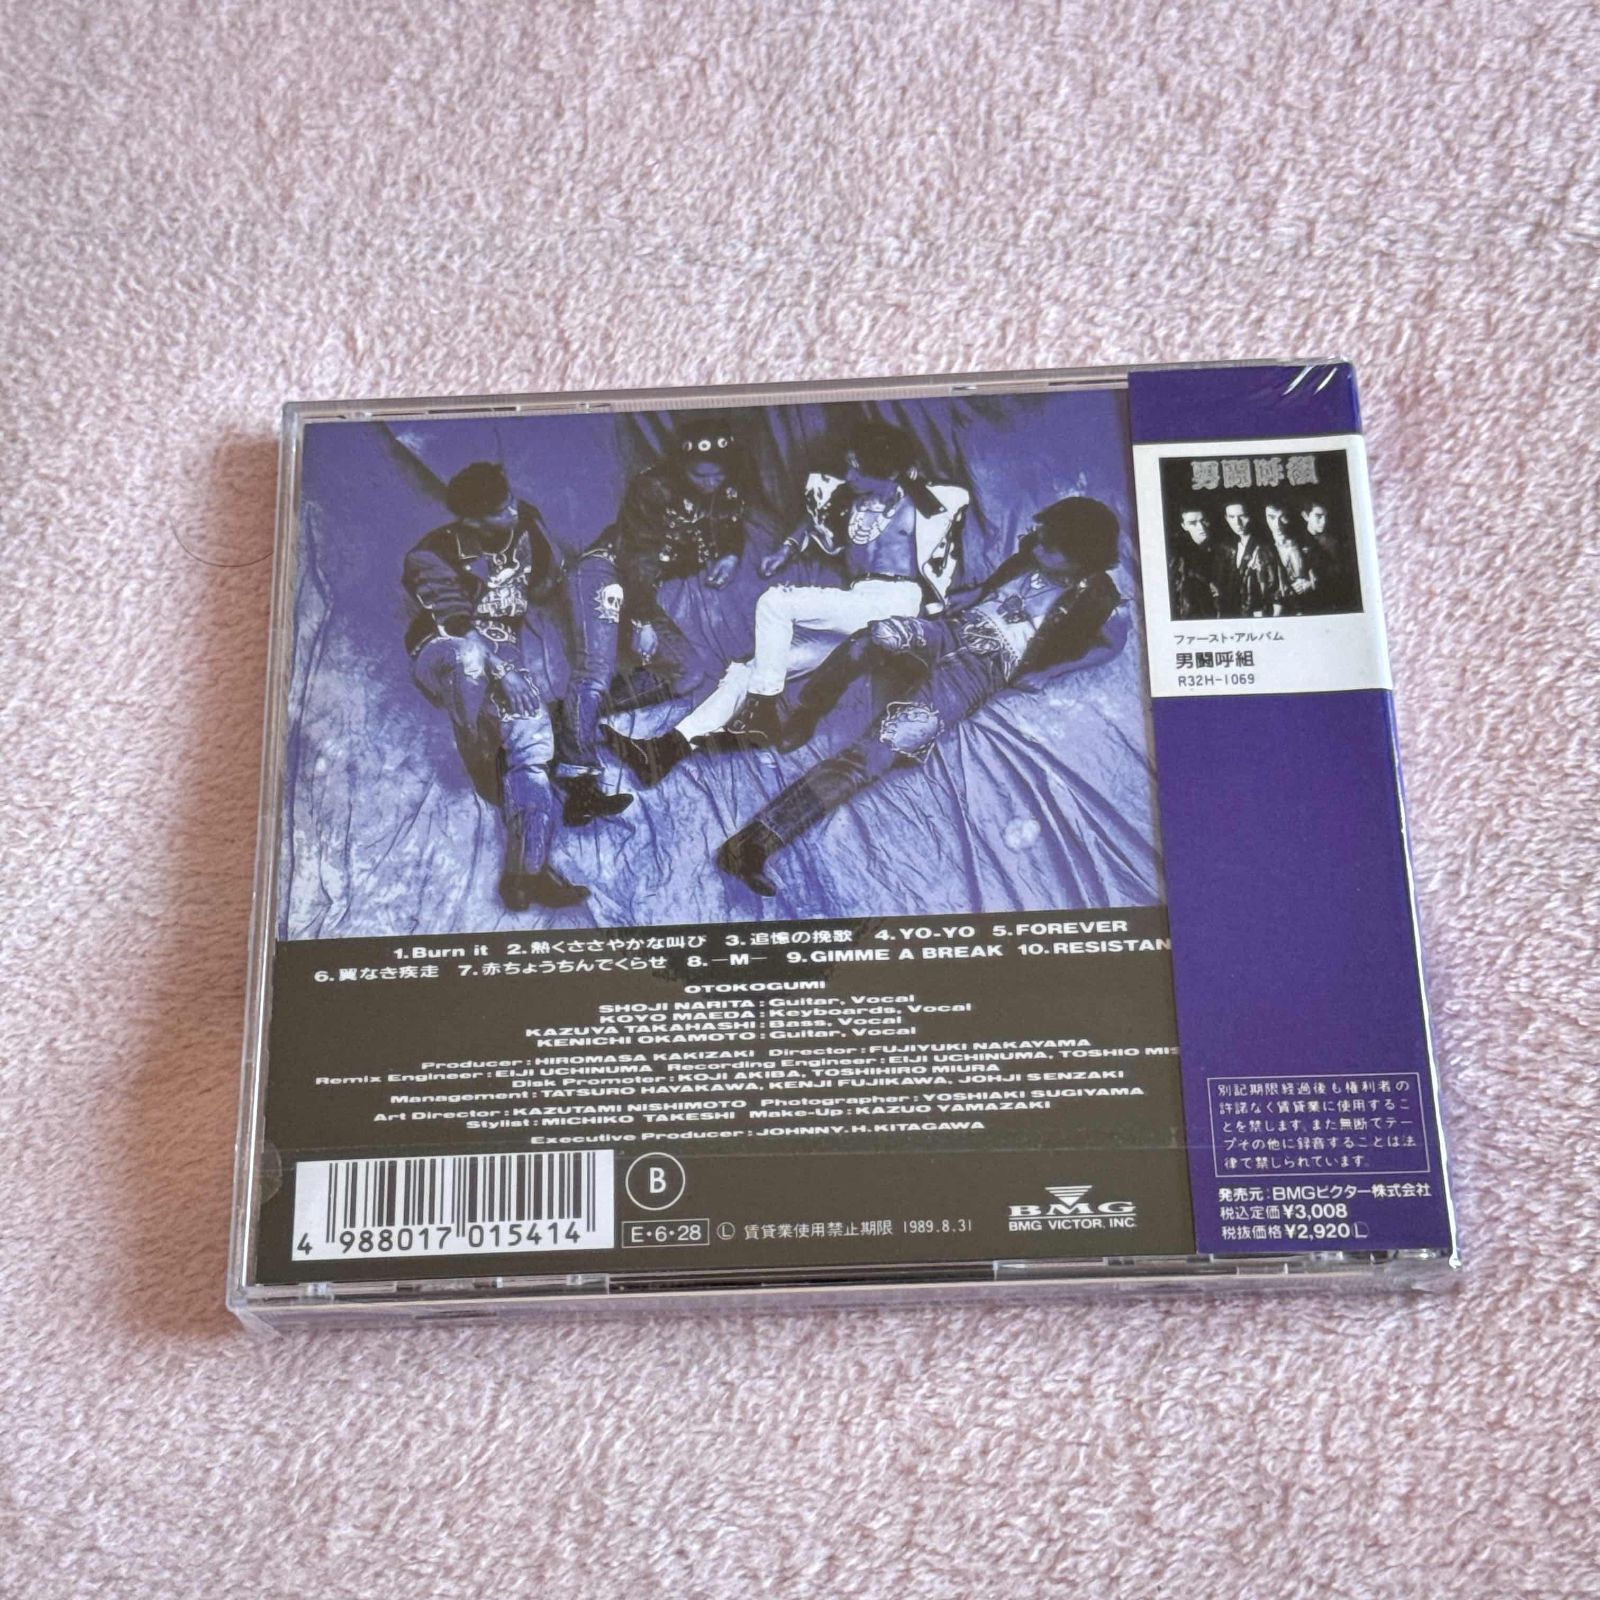 1.Burn it 2.熱くささやかな叫び 3.追憶の挽歌 4.YO-YO 5.FOREVER
6.翼なき疾走 7.赤ちょうちんでくらせ 8.-M- 9.GIMME A BREAK 10.RESISTAN
OTOKOGUMI
SHOJI NARITA:Guitar, Vocal
KOYO MAEDA:Keyboards, Vocal
KAZUYA TAKAHASHI:Bass, Vocal
KENICHI OKAMOTO:Guitar, Vocal
Producer:HIROMASA KAKIZAKI Director:FUJIYUKI NAKAYAMA
Remix Engineer:EIJI UCHINUMA Recording Engineer:EIJI UCHINUMA, TOSHIO MIS
Disk Promoter:KOJI AKIBA, TOSHIHIRO MIURA
Management:TATSURO HAYAKAWA, KENJI FUJIKAWA, JOHJI SENZAKI
Art Director:KAZUTAMI NISHIMOTO Photographer:YOSHIAKI SUGIYAMA
Stylist:MICHIKO TAKESHI Make-Up:KAZUO YAMAZAKI
Executive Producer:JOHNNY.H.KITAGAWA
4 988017 015414
B
E・6・28 Ⓛ 賃貸業使用禁止期限 1989.8.31
BMG
BMG VICTOR, INC.
男闘呼組
ファースト・アルバム
男闘呼組
R32H-1069
別記期限経過後も権利者の
許諾なく賃貸業に使用するこ
とを禁じます。また無断でテー
プその他に録音することは法
律で禁じられています。
発売元:BMGビクター株式会社
税込定価¥3,008
税抜価格¥2,920 L